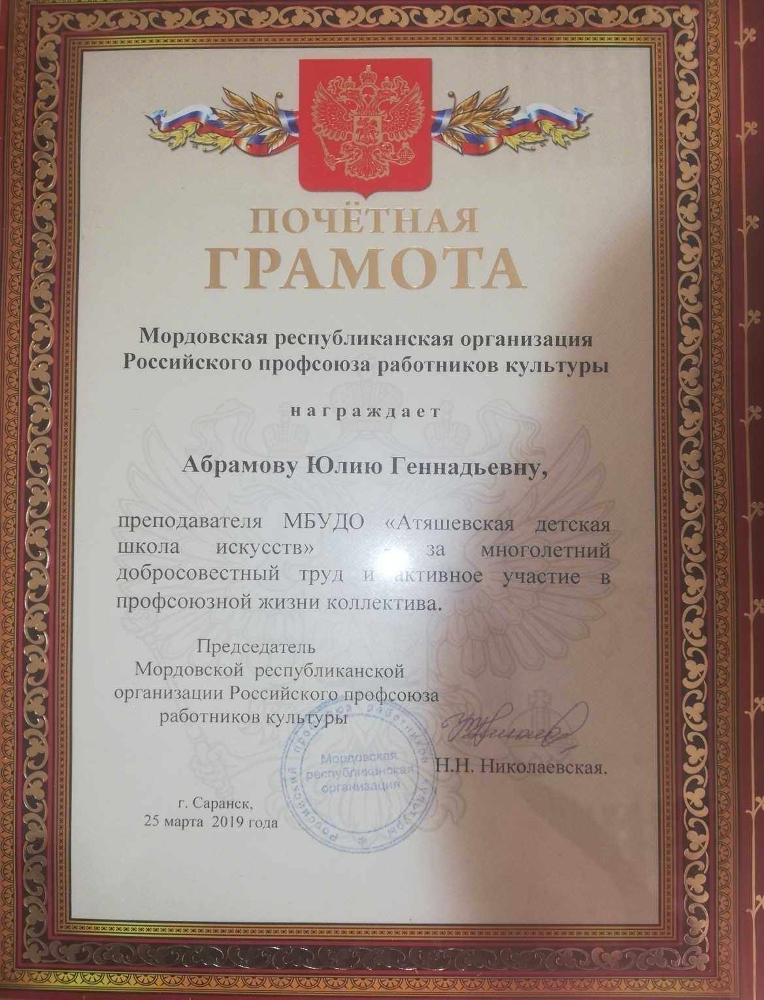 ПОЧЁТНАЯ
ГРАМОТА
Мордовская республиканская организация
Российского профсоюза работников культуры
награждает
Абрамову Юлию Геннадьевну,
преподавателя МБУДО «Атяшевская детская
школа искусств» - за многолетний
добросовестный труд и активное участие в
профсоюзной жизни коллектива.
Председатель
Мордовской республиканской
организации Российского профсоюза
работников культуры
Н.Н. Николаевская.
Российский профсоюз работников культуры
Мордовская
республиканская
организация
г. Саранск,
25 марта 2019 года